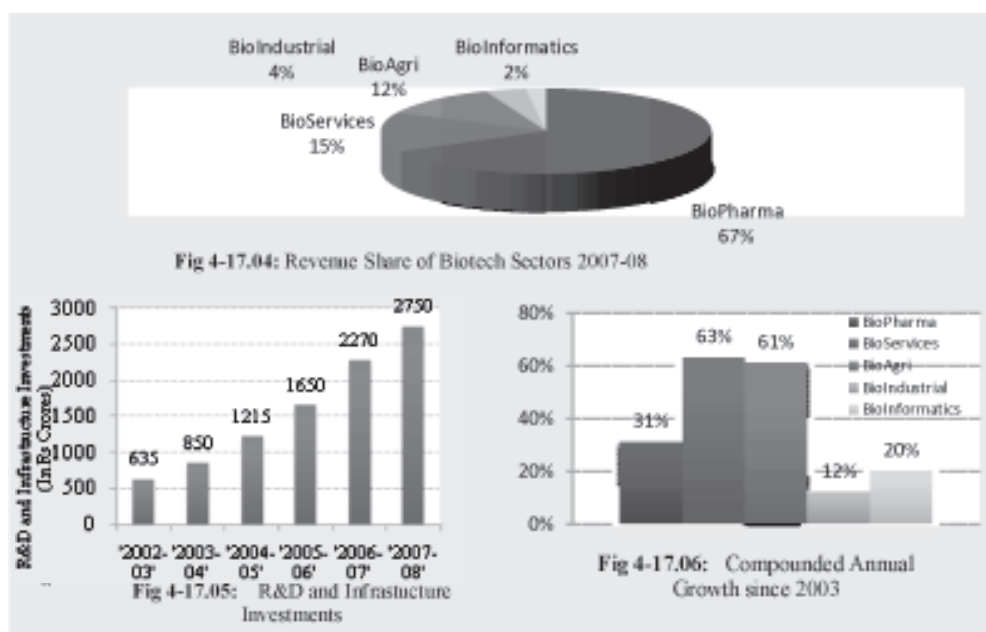 BioIndustrial
4%
BioInformatics
2%
BioAgri
12%
BioServices
15%
BioPharma
67%
Fig 4-17.04: Revenue Share of Biotech Sectors 2007-08
R&D and Infrastructure Investments
(In Rs Crores)
3000
2500
2000
1500
1000
500
0
635
850
1215
1650
2270
2750
'2002-
03'
'2003-
04'
'2004-
05'
'2005-
06'
'2006-
07'
'2007-
08'
Fig 4-17.05: R&D and Infrastucture
Investments
80%
60%
40%
20%
0%
31%
63%
61%
12%
20%
BioPharma
BioServices
BioAgri
BioIndustrial
BioInformatics
Fig 4-17.06: Compounded Annual
Growth since 2003